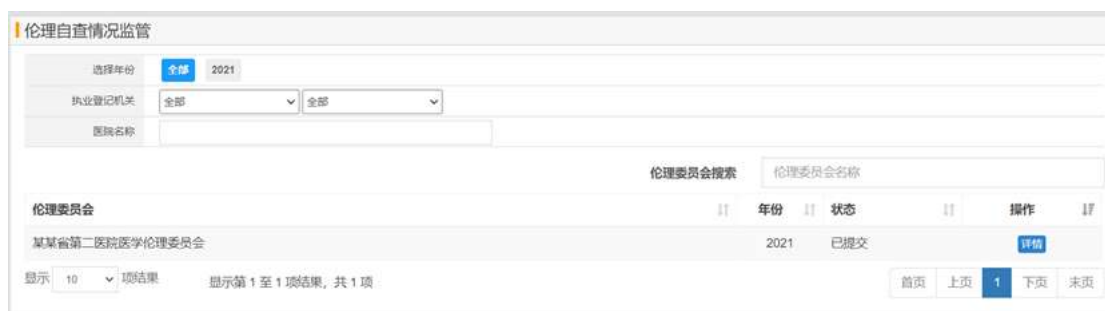 伦理自查情况监管
选择年份 全部 2021
执业登记机关 全部 全部
医院名称
伦理委员会搜索 伦理委员会名称
伦理委员会 年份 状态 操作
某某省第二医院医学伦理委员会 2021 已提交 详情
显示 10 项结果 显示第 1 至 1 项结果，共 1 项 首页 上页 1 下页 末页